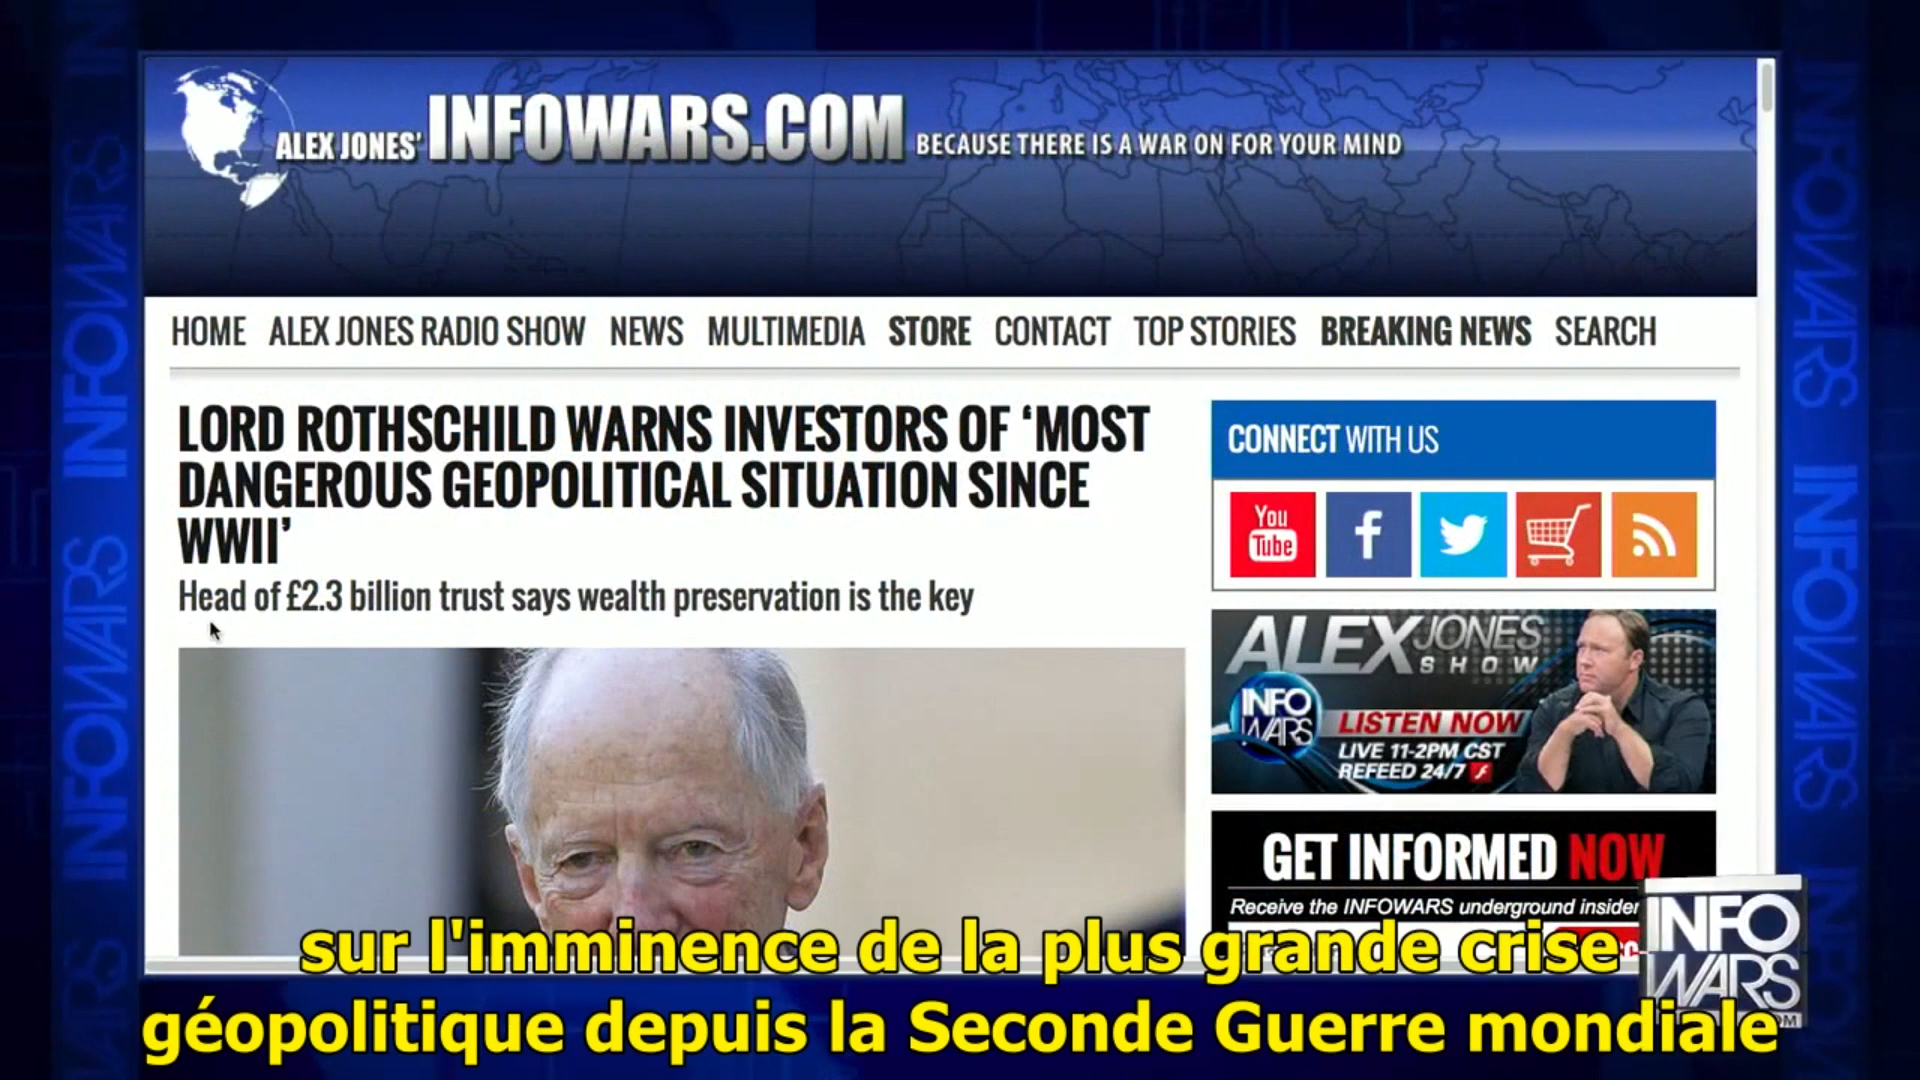 ALEX JONES' INFOWARS.COM BECAUSE THERE IS A WAR ON FOR YOUR MIND
HOME ALEX JONES RADIO SHOW NEWS MULTIMEDIA STORE CONTACT TOP STORIES BREAKING NEWS SEARCH
LORD ROTHSCHILD WARNS INVESTORS OF ‘MOST
DANGEROUS GEOPOLITICAL SITUATION SINCE
WWII’
Head of £2.3 billion trust says wealth preservation is the key
CONNECT WITH US
You
Tube
ALEX JONES
SHOW
INFO
WARS
LISTEN NOW
LIVE 11-2PM CST
REFEED 24/7
GET INFORMED NOW
Receive the INFOWARS underground insider
INFO
WARS
sur l'imminence de la plus grande crise
géopolitique depuis la Seconde Guerre mondiale
INFOWARS
INFOWARS
INFOWARS
INFOWARS